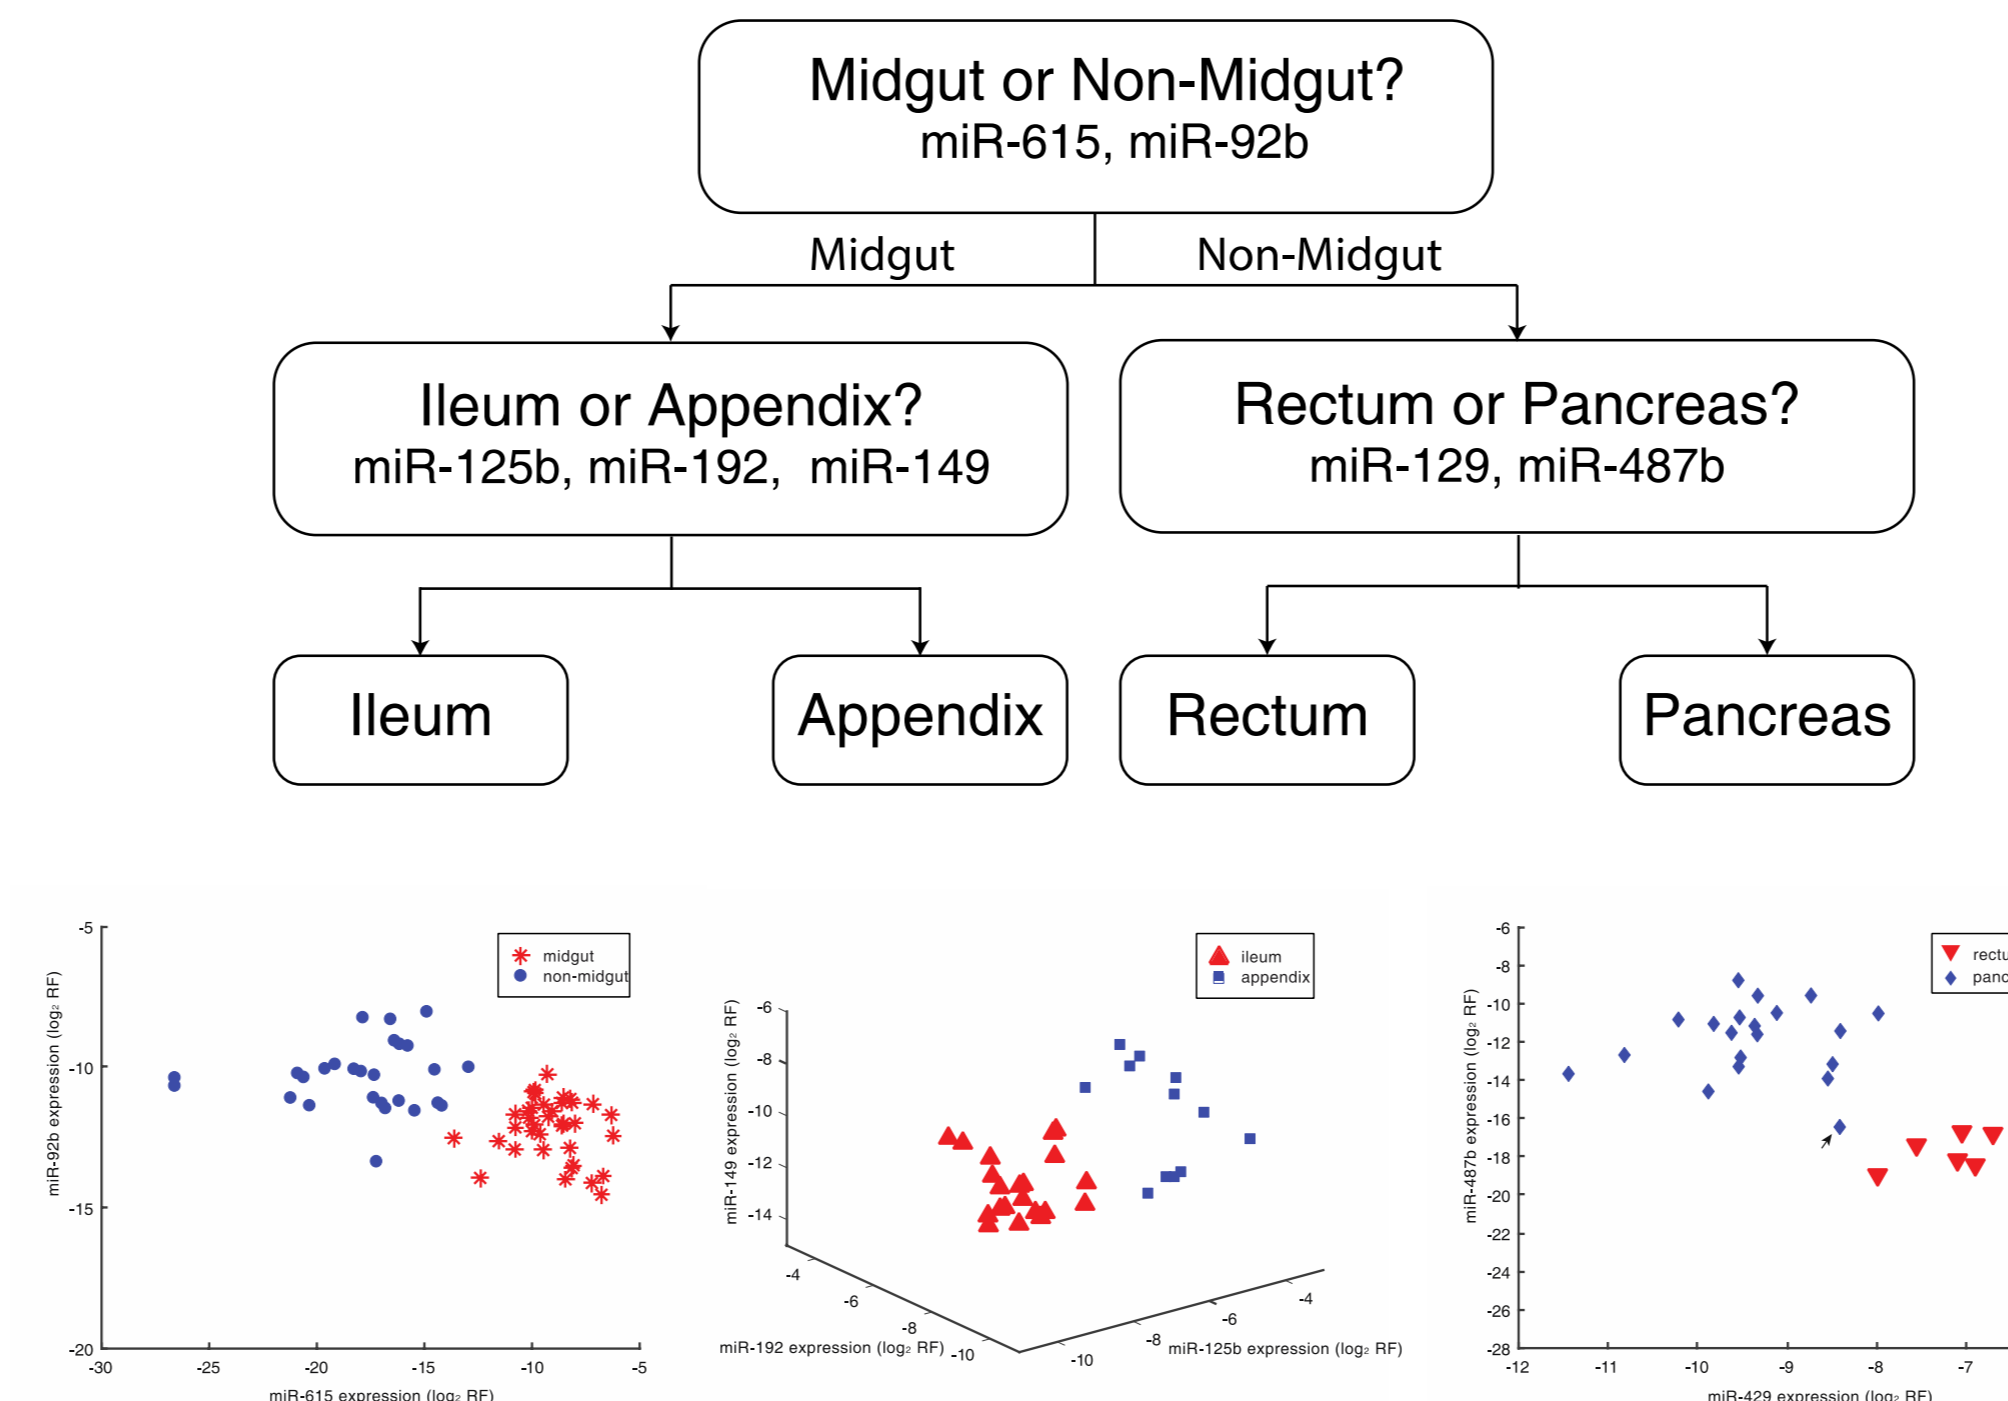 Midgut or Non-Midgut?
miR-615, miR-92b
Midgut
Non-Midgut
Ileum or Appendix?
miR-125b, miR-192, miR-149
Rectum or Pancreas?
miR-129, miR-487b
Ileum
Appendix
Rectum
Pancreas
-5
-10
-15
-20
-30
-25
-20
-15
-10
-5
miR-92b expression (log₂ RF)
miR-615 expression (log₂ RF)
midgut
non-midgut
-6
-8
-10
-12
-14
miR-149 expression (log₂ RF)
-4
-6
-8
-10
miR-192 expression (log₂ RF)
-10
-8
-6
-4
miR-125b expression (log₂ RF)
ileum
appendix
-6
-8
-10
-12
-14
-16
-18
-20
-22
-24
-26
-28
miR-487b expression (log₂ RF)
-12
-11
-10
-9
-8
-7
miR-429 expression (log₂ RF)
rectu
panc